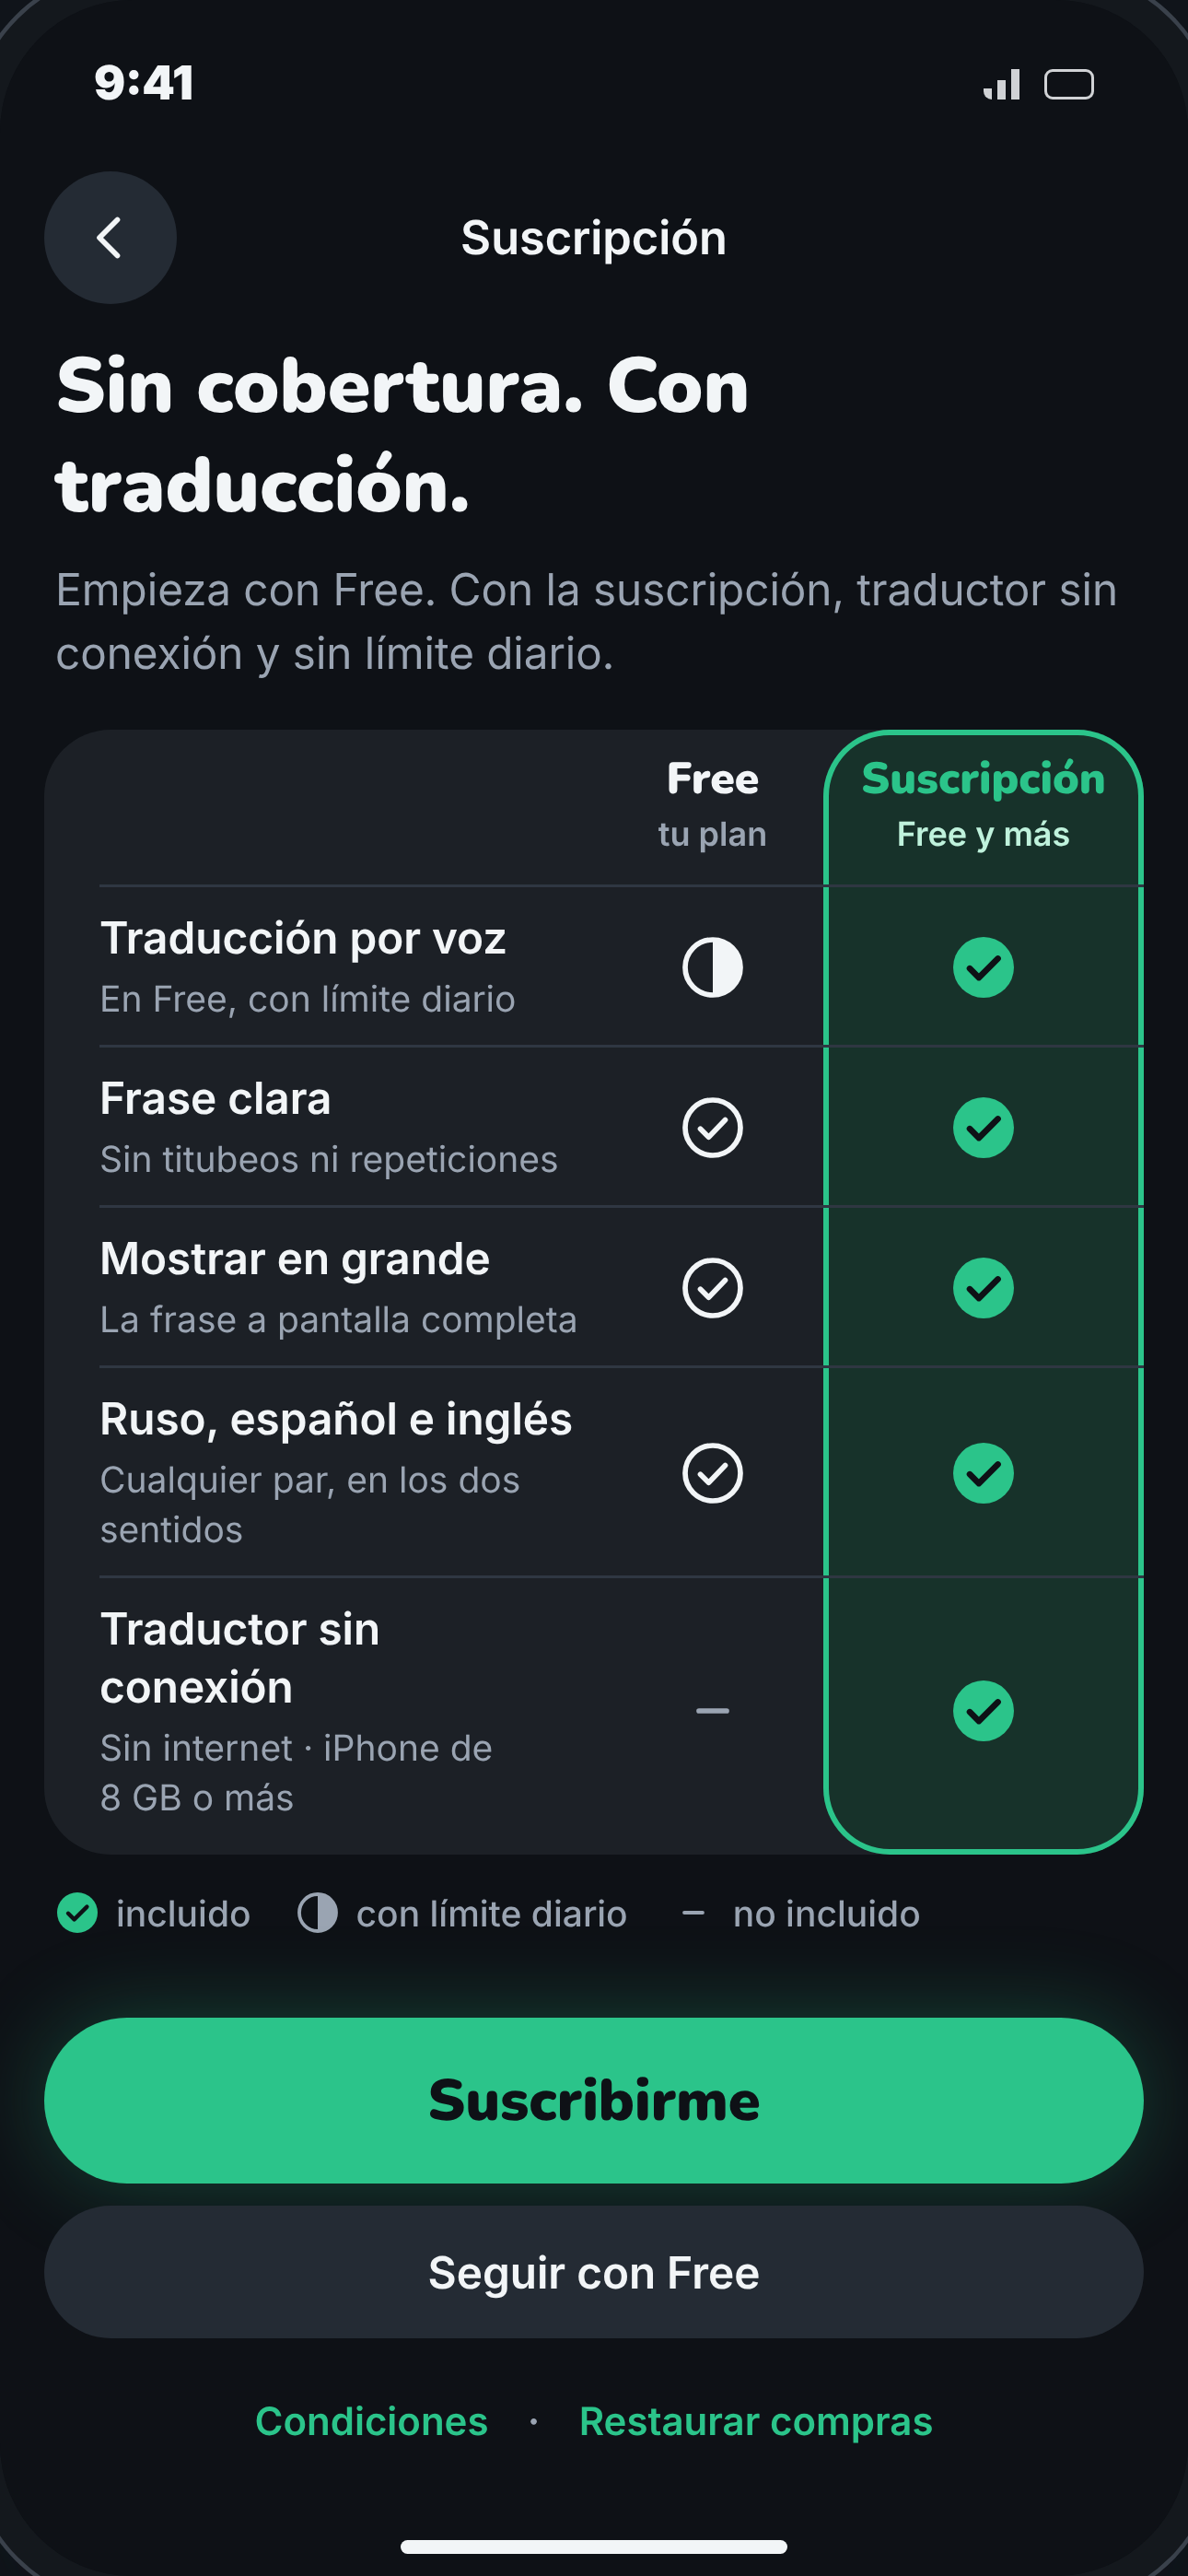 9:41
Suscripción
Sin cobertura. Con
traducción.
Empieza con Free. Con la suscripción, traductor sin
conexión y sin límite diario.
Free
Suscripción
tu plan
Free y más
Traducción por voz
En Free, con límite diario
Frase clara
Sin titubeos ni repeticiones
Mostrar en grande
La frase a pantalla completa
Ruso, español e inglés
Cualquier par, en los dos
sentidos
Traductor sin
conexión
Sin internet · iPhone de
8 GB o más
incluido
con límite diario
no incluido
Suscribirme
Seguir con Free
Condiciones · Restaurar compras